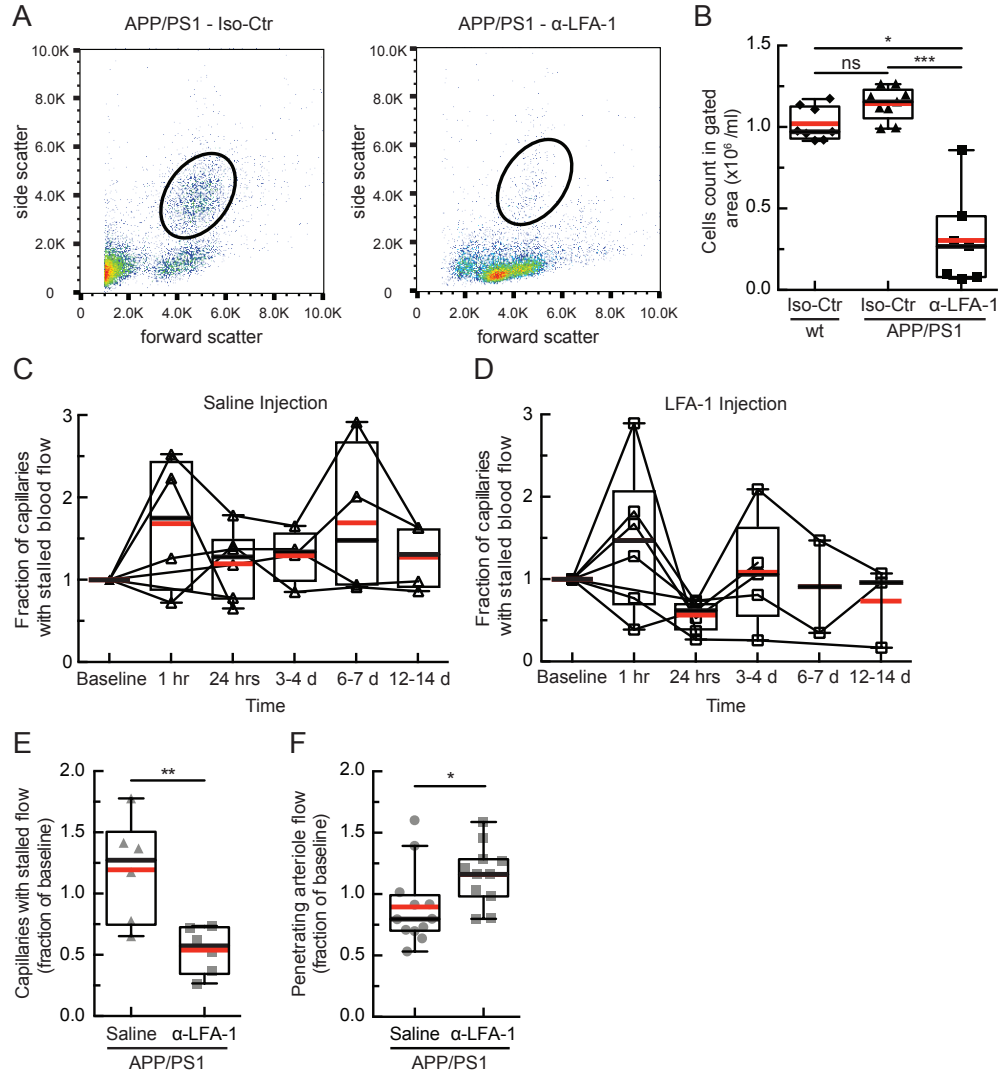 A
APP/PS1 - Iso-Ctr
10.0K
8.0K
6.0K
4.0K
2.0K
0
side scatter
0 2.0K 4.0K 6.0K 8.0K 10.0K
forward scatter
APP/PS1 - α-LFA-1
10.0K
8.0K
6.0K
4.0K
2.0K
0
side scatter
0 2.0K 4.0K 6.0K 8.0K 10.0K
forward scatter
B
*
ns
***
1.5
1.0
0.5
0.0
Cells count in gated
area (x10⁶ /ml)
Iso-Ctr Iso-Ctr α-LFA-1
wt APP/PS1
C
Saline Injection
3
2
1
0
Fraction of capillaries
with stalled blood flow
Baseline 1 hr 24 hrs 3-4 d 6-7 d 12-14 d
Time
D
LFA-1 Injection
3
2
1
0
Fraction of capillaries
with stalled blood flow
Baseline 1 hr 24 hrs 3-4 d 6-7 d 12-14 d
Time
E
**
2.0
1.5
1.0
0.5
0.0
Capillaries with stalled flow
(fraction of baseline)
Saline α-LFA-1
APP/PS1
F
*
2.0
1.5
1.0
0.5
0.0
Penetrating arteriole flow
(fraction of baseline)
Saline α-LFA-1
APP/PS1